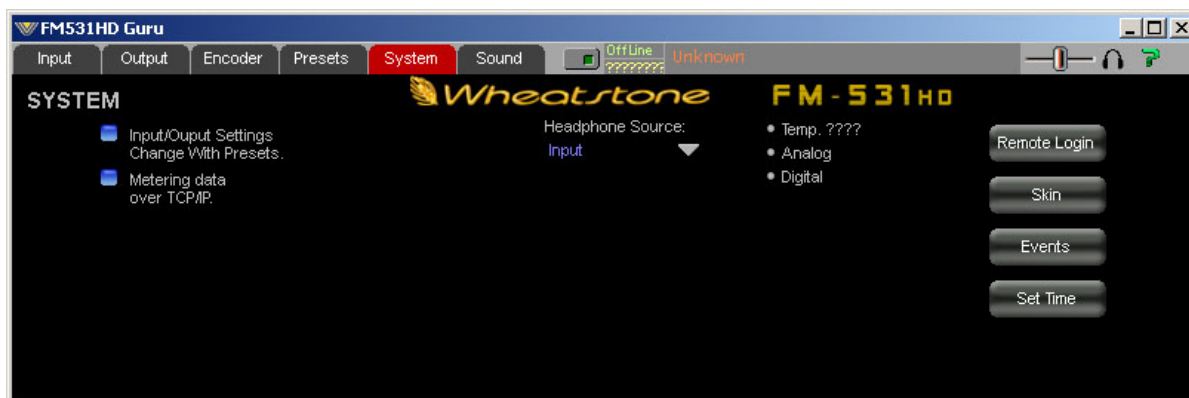 FM531HD Guru
Input Output Encoder Presets System Sound OffLine Unknown
????????
SYSTEM Wheatstone FM-531HD
Input/Ouput Settings
Change With Presets.
Metering data
over TCP/IP.
Headphone Source:
Input
Temp. ????
Analog
Digital
Remote Login
Skin
Events
Set Time